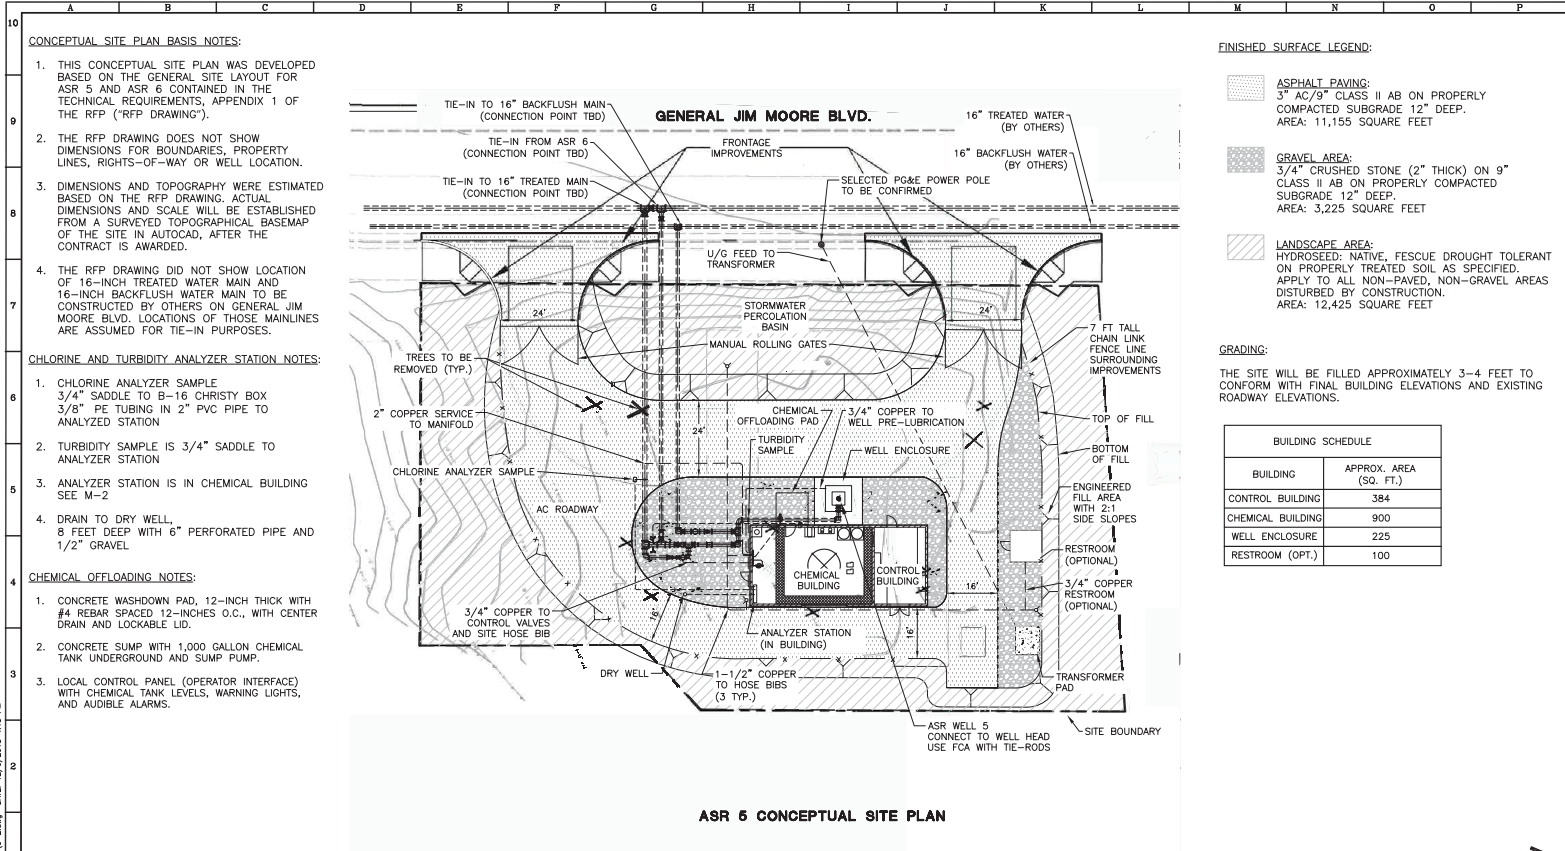 A B C D E F G H I J K L M N O P
10
9
8
7
6
5
4
3
2
CONCEPTUAL SITE PLAN BASIS NOTES:
1. THIS CONCEPTUAL SITE PLAN WAS DEVELOPED
BASED ON THE GENERAL SITE LAYOUT FOR
ASR 5 AND ASR 6 CONTAINED IN THE
TECHNICAL REQUIREMENTS, APPENDIX 1 OF
THE RFP ("RFP DRAWING").
2. THE RFP DRAWING DOES NOT SHOW
DIMENSIONS FOR BOUNDARIES, PROPERTY
LINES, RIGHTS-OF-WAY OR WELL LOCATION.
3. DIMENSIONS AND TOPOGRAPHY WERE ESTIMATED
BASED ON THE RFP DRAWING. ACTUAL
DIMENSIONS AND SCALE WILL BE ESTABLISHED
FROM A SURVEYED TOPOGRAPHICAL BASEMAP
OF THE SITE IN AUTOCAD, AFTER THE
CONTRACT IS AWARDED.
4. THE RFP DRAWING DID NOT SHOW LOCATION
OF 16-INCH TREATED WATER MAIN AND
16-INCH BACKFLUSH WATER MAIN TO BE
CONSTRUCTED BY OTHERS ON GENERAL JIM
MOORE BLVD. LOCATIONS OF THOSE MAINLINES
ARE ASSUMED FOR TIE-IN PURPOSES.
CHLORINE AND TURBIDITY ANALYZER STATION NOTES:
1. CHLORINE ANALYZER SAMPLE
3/4" SADDLE TO B-16 CHRISTY BOX
3/8" PE TUBING IN 2" PVC PIPE TO
ANALYZED STATION
2. TURBIDITY SAMPLE IS 3/4" SADDLE TO
ANALYZER STATION
3. ANALYZER STATION IS IN CHEMICAL BUILDING
SEE M-2
4. DRAIN TO DRY WELL,
8 FEET DEEP WITH 6" PERFORATED PIPE AND
1/2" GRAVEL
CHEMICAL OFFLOADING NOTES:
1. CONCRETE WASHDOWN PAD, 12-INCH THICK WITH
#4 REBAR SPACED 12-INCHES O.C., WITH CENTER
DRAIN AND LOCKABLE LID.
2. CONCRETE SUMP WITH 1,000 GALLON CHEMICAL
TANK UNDERGROUND AND SUMP PUMP.
3. LOCAL CONTROL PANEL (OPERATOR INTERFACE)
WITH CHEMICAL TANK LEVELS, WARNING LIGHTS,
AND AUDIBLE ALARMS.
GENERAL JIM MOORE BLVD.
TIE-IN TO 16" BACKFLUSH MAIN
(CONNECTION POINT TBD)
TIE-IN FROM ASR 6
(CONNECTION POINT TBD)
TIE-IN TO 16" TREATED MAIN
(CONNECTION POINT TBD)
FRONTAGE
IMPROVEMENTS
16" TREATED WATER
(BY OTHERS)
16" BACKFLUSH WATER
(BY OTHERS)
SELECTED PG&E POWER POLE
TO BE CONFIRMED
U/G FEED TO
TRANSFORMER
24'
24'
STORMWATER
PERCOLATION
BASIN
MANUAL ROLLING GATES
7 FT TALL
CHAIN LINK
FENCE LINE
SURROUNDING
IMPROVEMENTS
TREES TO BE
REMOVED (TYP.)
2" COPPER SERVICE
TO MANIFOLD
24'
CHEMICAL
OFFLOADING PAD
3/4" COPPER TO
WELL PRE-LUBRICATION
TOP OF FILL
TURBIDITY
SAMPLE
WELL ENCLOSURE
BOTTOM
OF FILL
CHLORINE ANALYZER SAMPLE
AC ROADWAY
ENGINEERED
FILL AREA
WITH 2:1
SIDE SLOPES
RESTROOM
(OPTIONAL)
CHEMICAL
BUILDING
CONTROL
BUILDING
3/4" COPPER
RESTROOM
(OPTIONAL)
16'
16'
16'
3/4" COPPER TO
CONTROL VALVES
AND SITE HOSE BIB
ANALYZER STATION
(IN BUILDING)
DRY WELL
1-1/2" COPPER
TO HOSE BIBS
(3 TYP.)
TRANSFORMER
PAD
ASR WELL 5
CONNECT TO WELL HEAD
USE FCA WITH TIE-RODS
SITE BOUNDARY
ASR 5 CONCEPTUAL SITE PLAN
FINISHED SURFACE LEGEND:
ASPHALT PAVING:
3" AC/9" CLASS II AB ON PROPERLY
COMPACTED SUBGRADE 12" DEEP.
AREA: 11,155 SQUARE FEET
GRAVEL AREA:
3/4" CRUSHED STONE (2" THICK) ON 9"
CLASS II AB ON PROPERLY COMPACTED
SUBGRADE 12" DEEP.
AREA: 3,225 SQUARE FEET
LANDSCAPE AREA:
HYDROSEED: NATIVE, FESCUE DROUGHT TOLERANT
ON PROPERLY TREATED SOIL AS SPECIFIED.
APPLY TO ALL NON-PAVED, NON-GRAVEL AREAS
DISTURBED BY CONSTRUCTION.
AREA: 12,425 SQUARE FEET
GRADING:
THE SITE WILL BE FILLED APPROXIMATELY 3-4 FEET TO
CONFORM WITH FINAL BUILDING ELEVATIONS AND EXISTING
ROADWAY ELEVATIONS.
BUILDING SCHEDULE
BUILDING APPROX. AREA (SQ. FT.)
CONTROL BUILDING 384
CHEMICAL BUILDING 900
WELL ENCLOSURE 225
RESTROOM (OPT.) 100